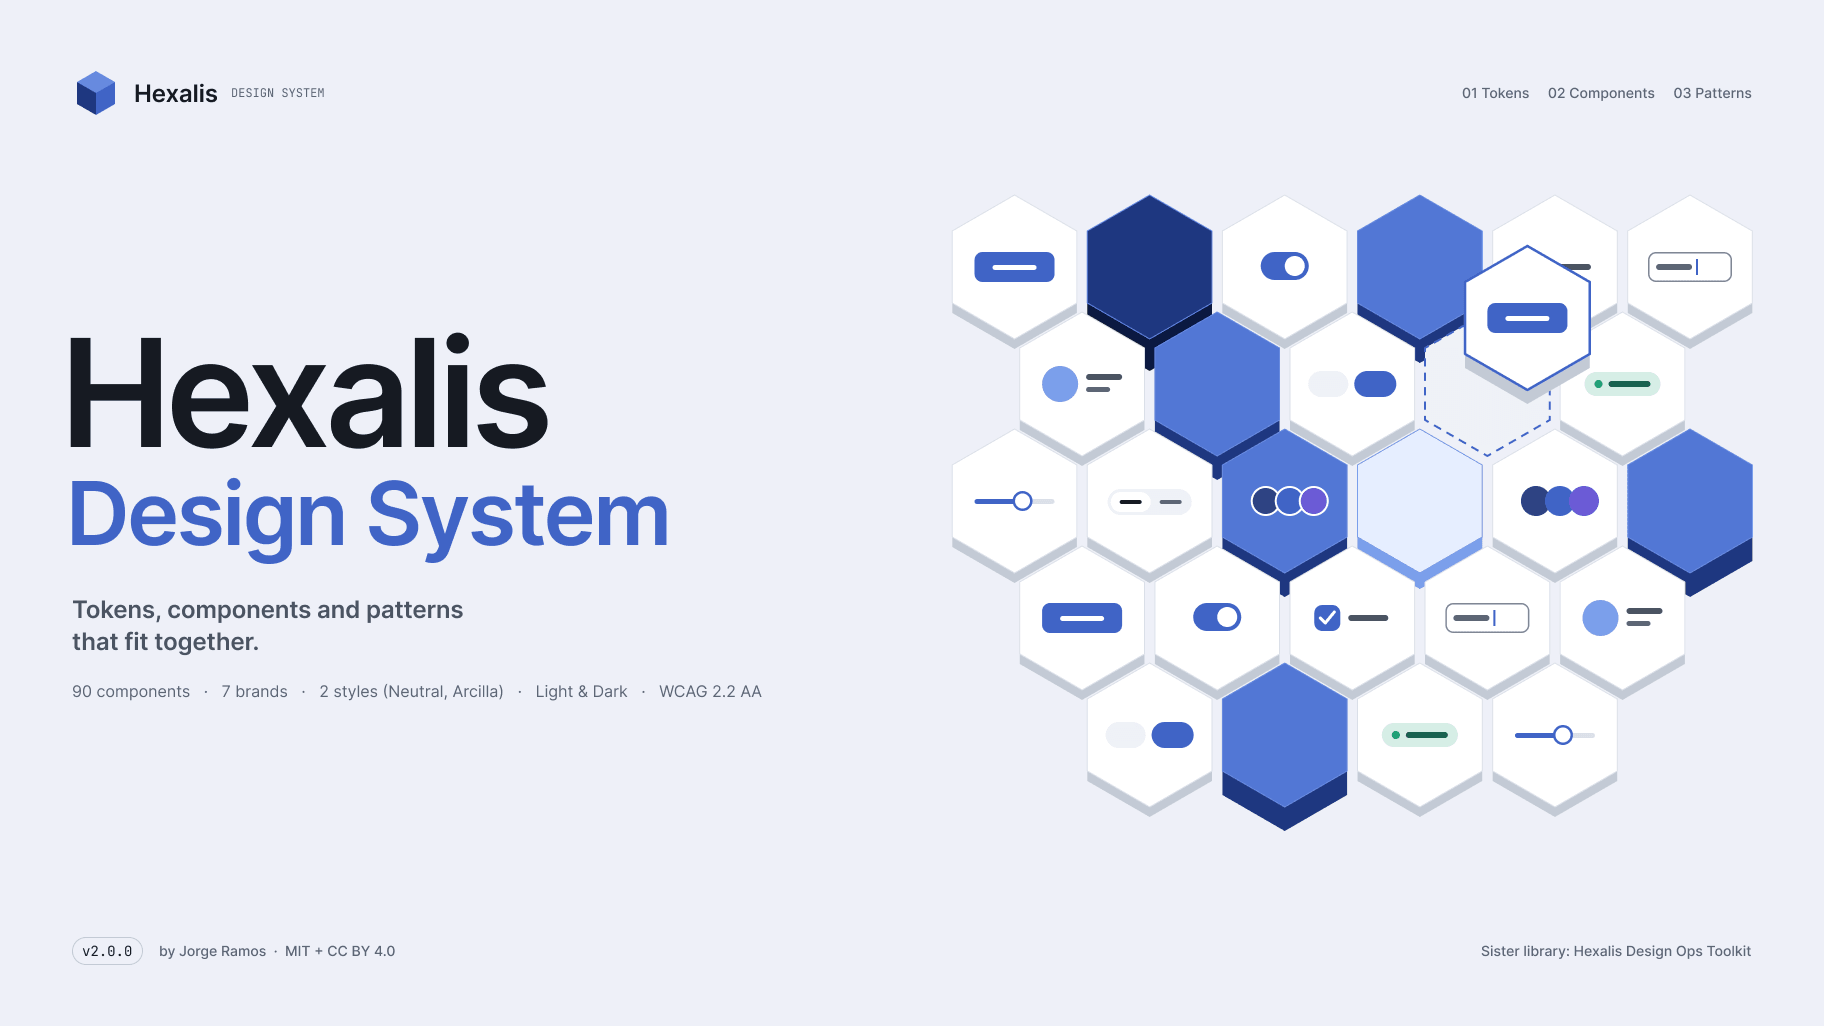 Hexalis DESIGN SYSTEM
01 Tokens 02 Components 03 Patterns
Hexalis
Design System
Tokens, components and patterns
that fit together.
90 components · 7 brands · 2 styles (Neutral, Arcilla) · Light & Dark · WCAG 2.2 AA
v2.0.0 by Jorge Ramos · MIT + CC BY 4.0
Sister library: Hexalis Design Ops Toolkit